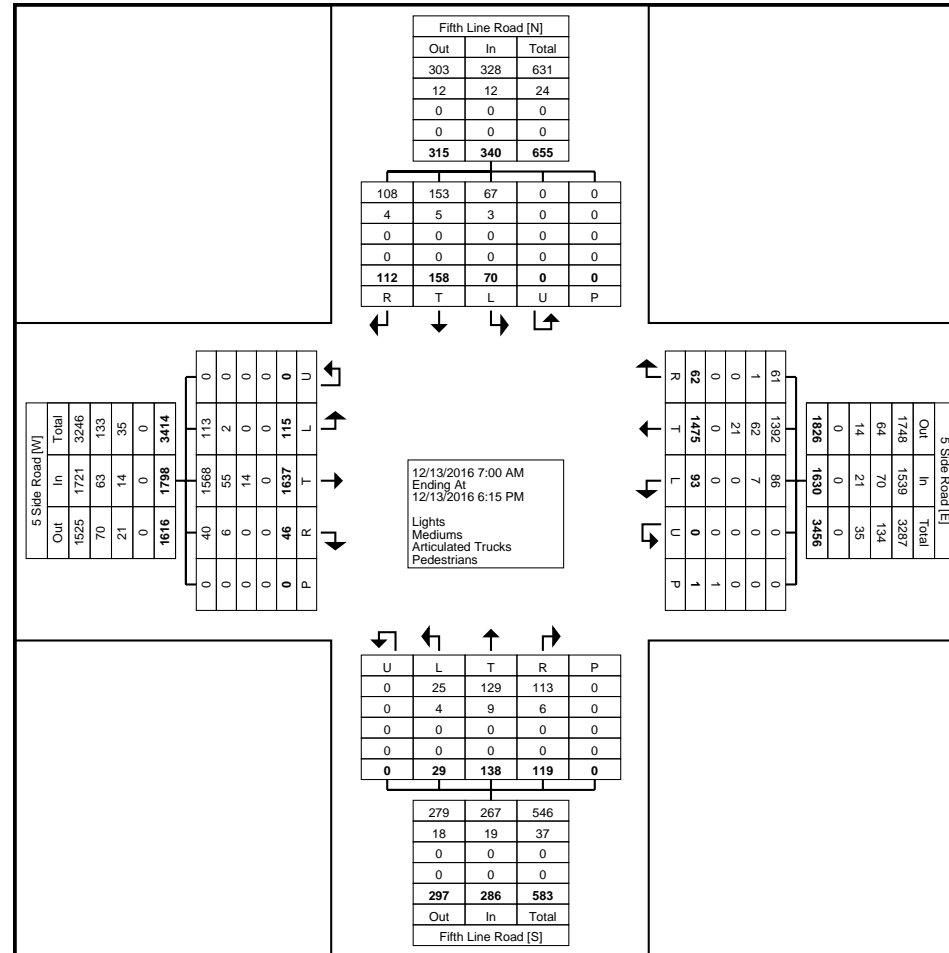 Fifth Line Road [N]
Out In Total
303 328 631
12 12 24
0 0 0
0 0 0
315 340 655
108 153 67 0 0
4 5 3 0 0
0 0 0 0 0
0 0 0 0 0
112 158 70 0 0
R T L U P
5 Side Road [W]
Total In Out
3246 1721 1525
133 63 70
35 14 21
0 0 0
3414 1798 1616
0 113 1568 40 0
0 2 55 6 0
0 0 14 0 0
0 0 0 0 0
0 115 1637 46 0
U L T R P
12/13/2016 7:00 AM
Ending At
12/13/2016 6:15 PM
Lights
Mediums
Articulated Trucks
Pedestrians
R T L U P
62 1475 93 0 1
0 0 0 0 1
0 21 0 0 0
1 62 7 0 0
61 1392 86 0 0
1826 1630 3456
0 0 0
14 21 35
64 70 134
1748 1539 3287
Out In Total
5 Side Road [E]
U L T R P
0 25 129 113 0
0 4 9 6 0
0 0 0 0 0
0 0 0 0 0
0 29 138 119 0
279 267 546
18 19 37
0 0 0
0 0 0
297 286 583
Out In Total
Fifth Line Road [S]